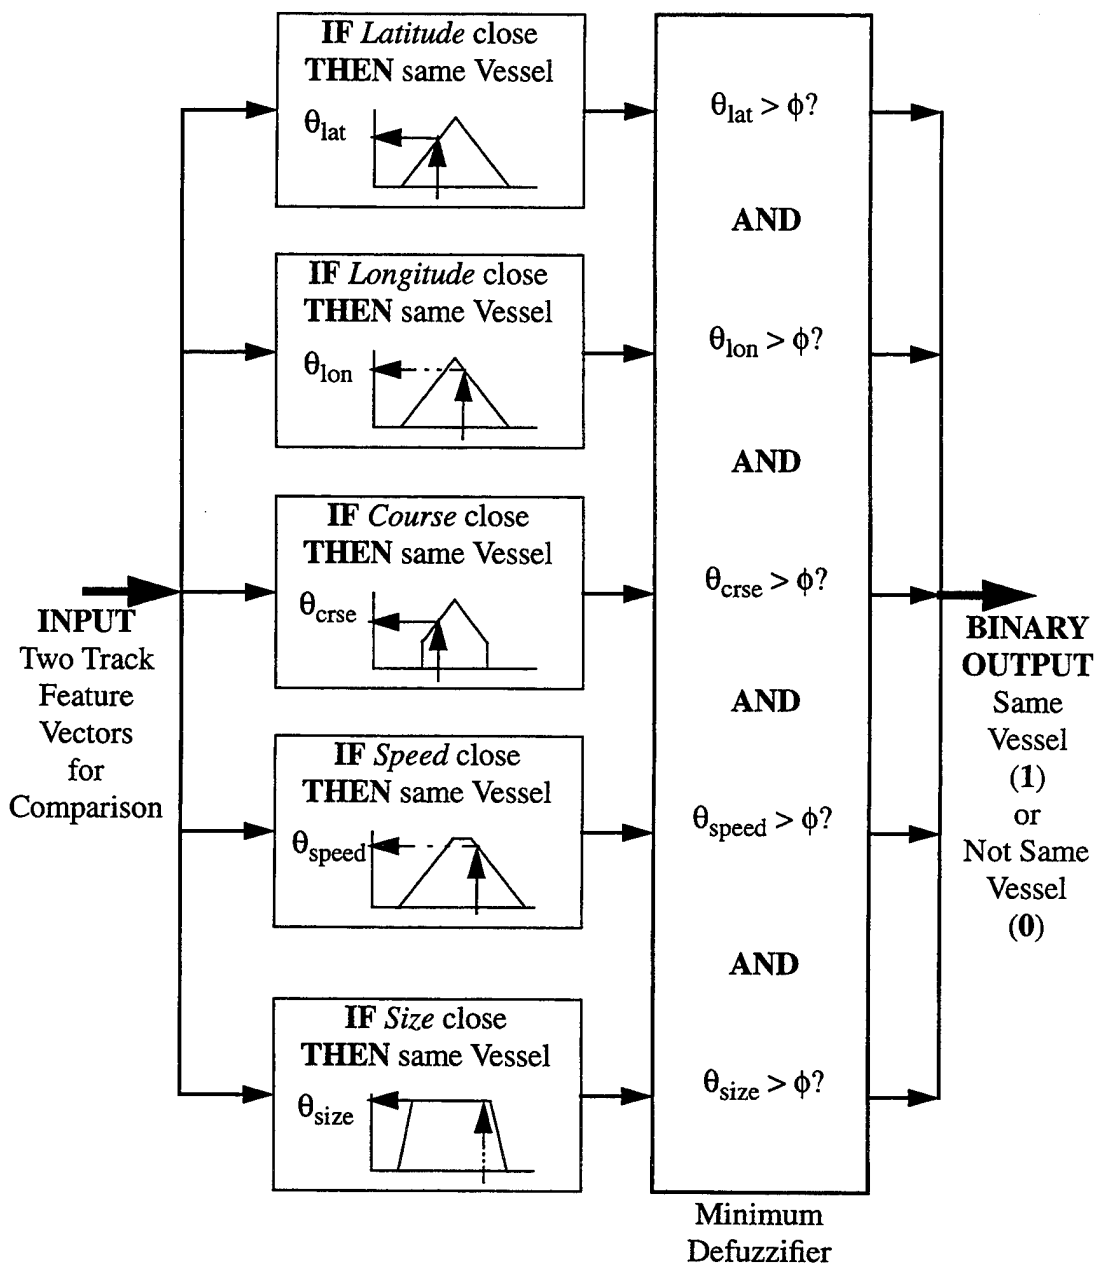 IF Latitude close
THEN same Vessel
θlat
θlat > ϕ?
AND
IF Longitude close
THEN same Vessel
θlon
θlon > ϕ?
AND
IF Course close
THEN same Vessel
θcrse
θcrse > ϕ?
AND
IF Speed close
THEN same Vessel
θspeed
θspeed > ϕ?
AND
IF Size close
THEN same Vessel
θsize
θsize > ϕ?
Minimum
Defuzzifier
INPUT
Two Track
Feature
Vectors
for
Comparison
BINARY
OUTPUT
Same
Vessel
(1)
or
Not Same
Vessel
(0)